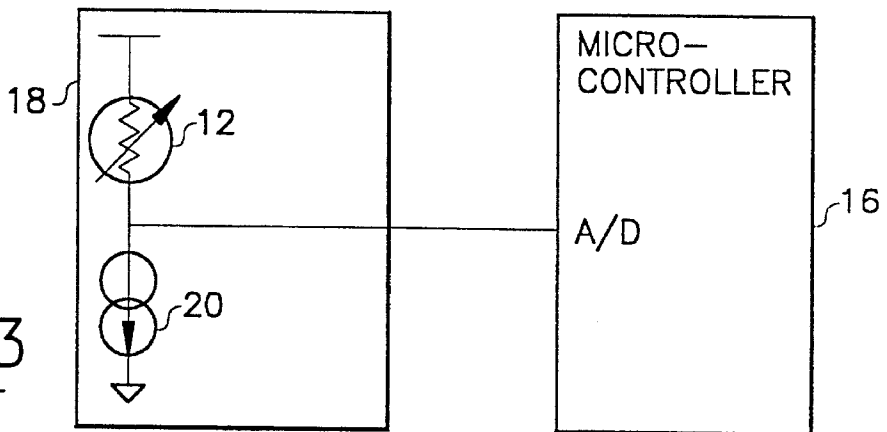 MICRO-
CONTROLLER
18
12
16
A/D
20
3